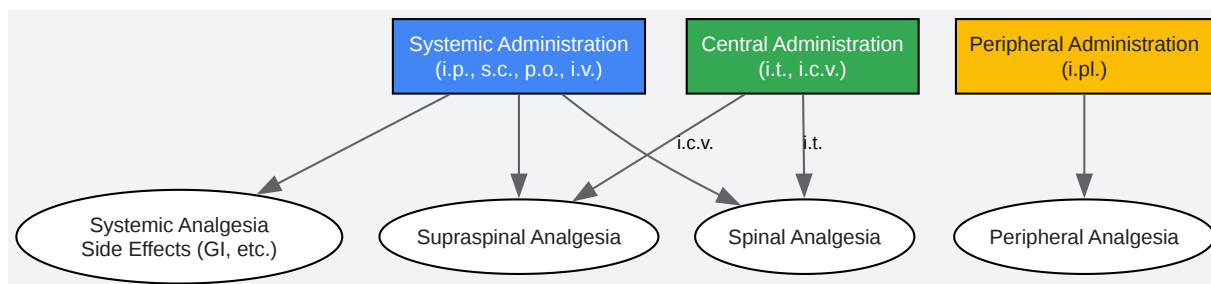 Systemic Administration
(i.p., s.c., p.o., i.v.)
Central Administration
(i.t., i.c.v.)
Peripheral Administration
(i.pl.)
i.c.v.
i.t.
Systemic Analgesia
Side Effects (GI, etc.)
Supraspinal Analgesia
Spinal Analgesia
Peripheral Analgesia